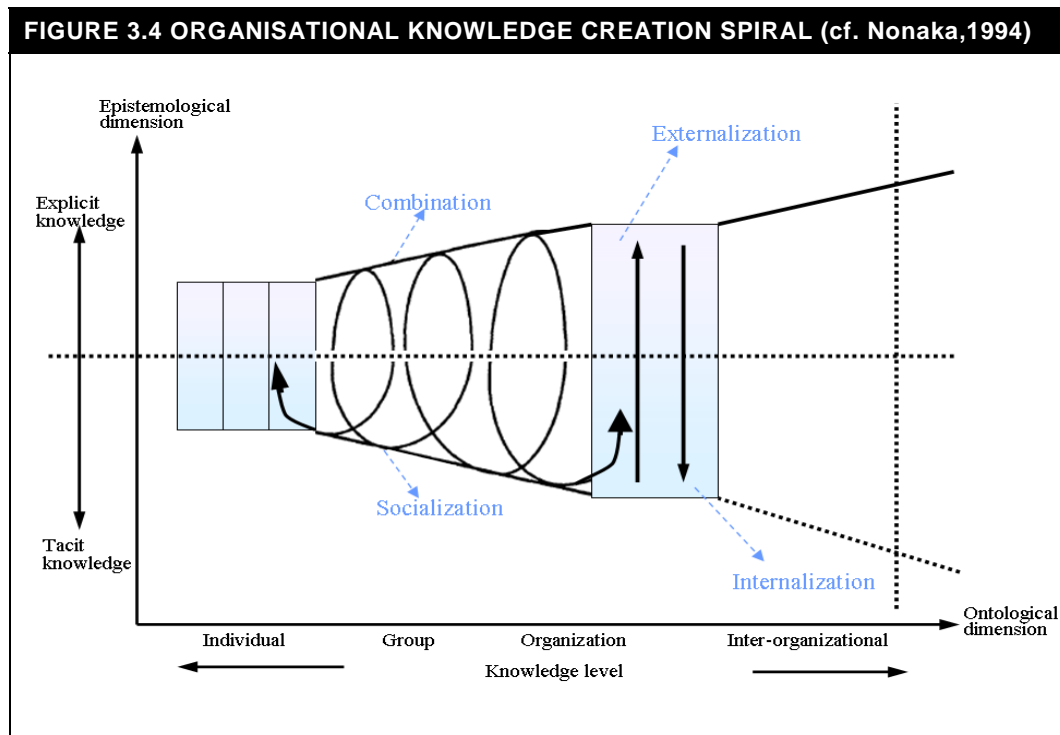 FIGURE 3.4 ORGANISATIONAL KNOWLEDGE CREATION SPIRAL (cf. Nonaka,1994)
Epistemological
dimension
Externalization
Explicit
knowledge
Combination
Socialization
Tacit
knowledge
Internalization
Ontological
dimension
Individual
Group
Organization
Inter-organizational
Knowledge level